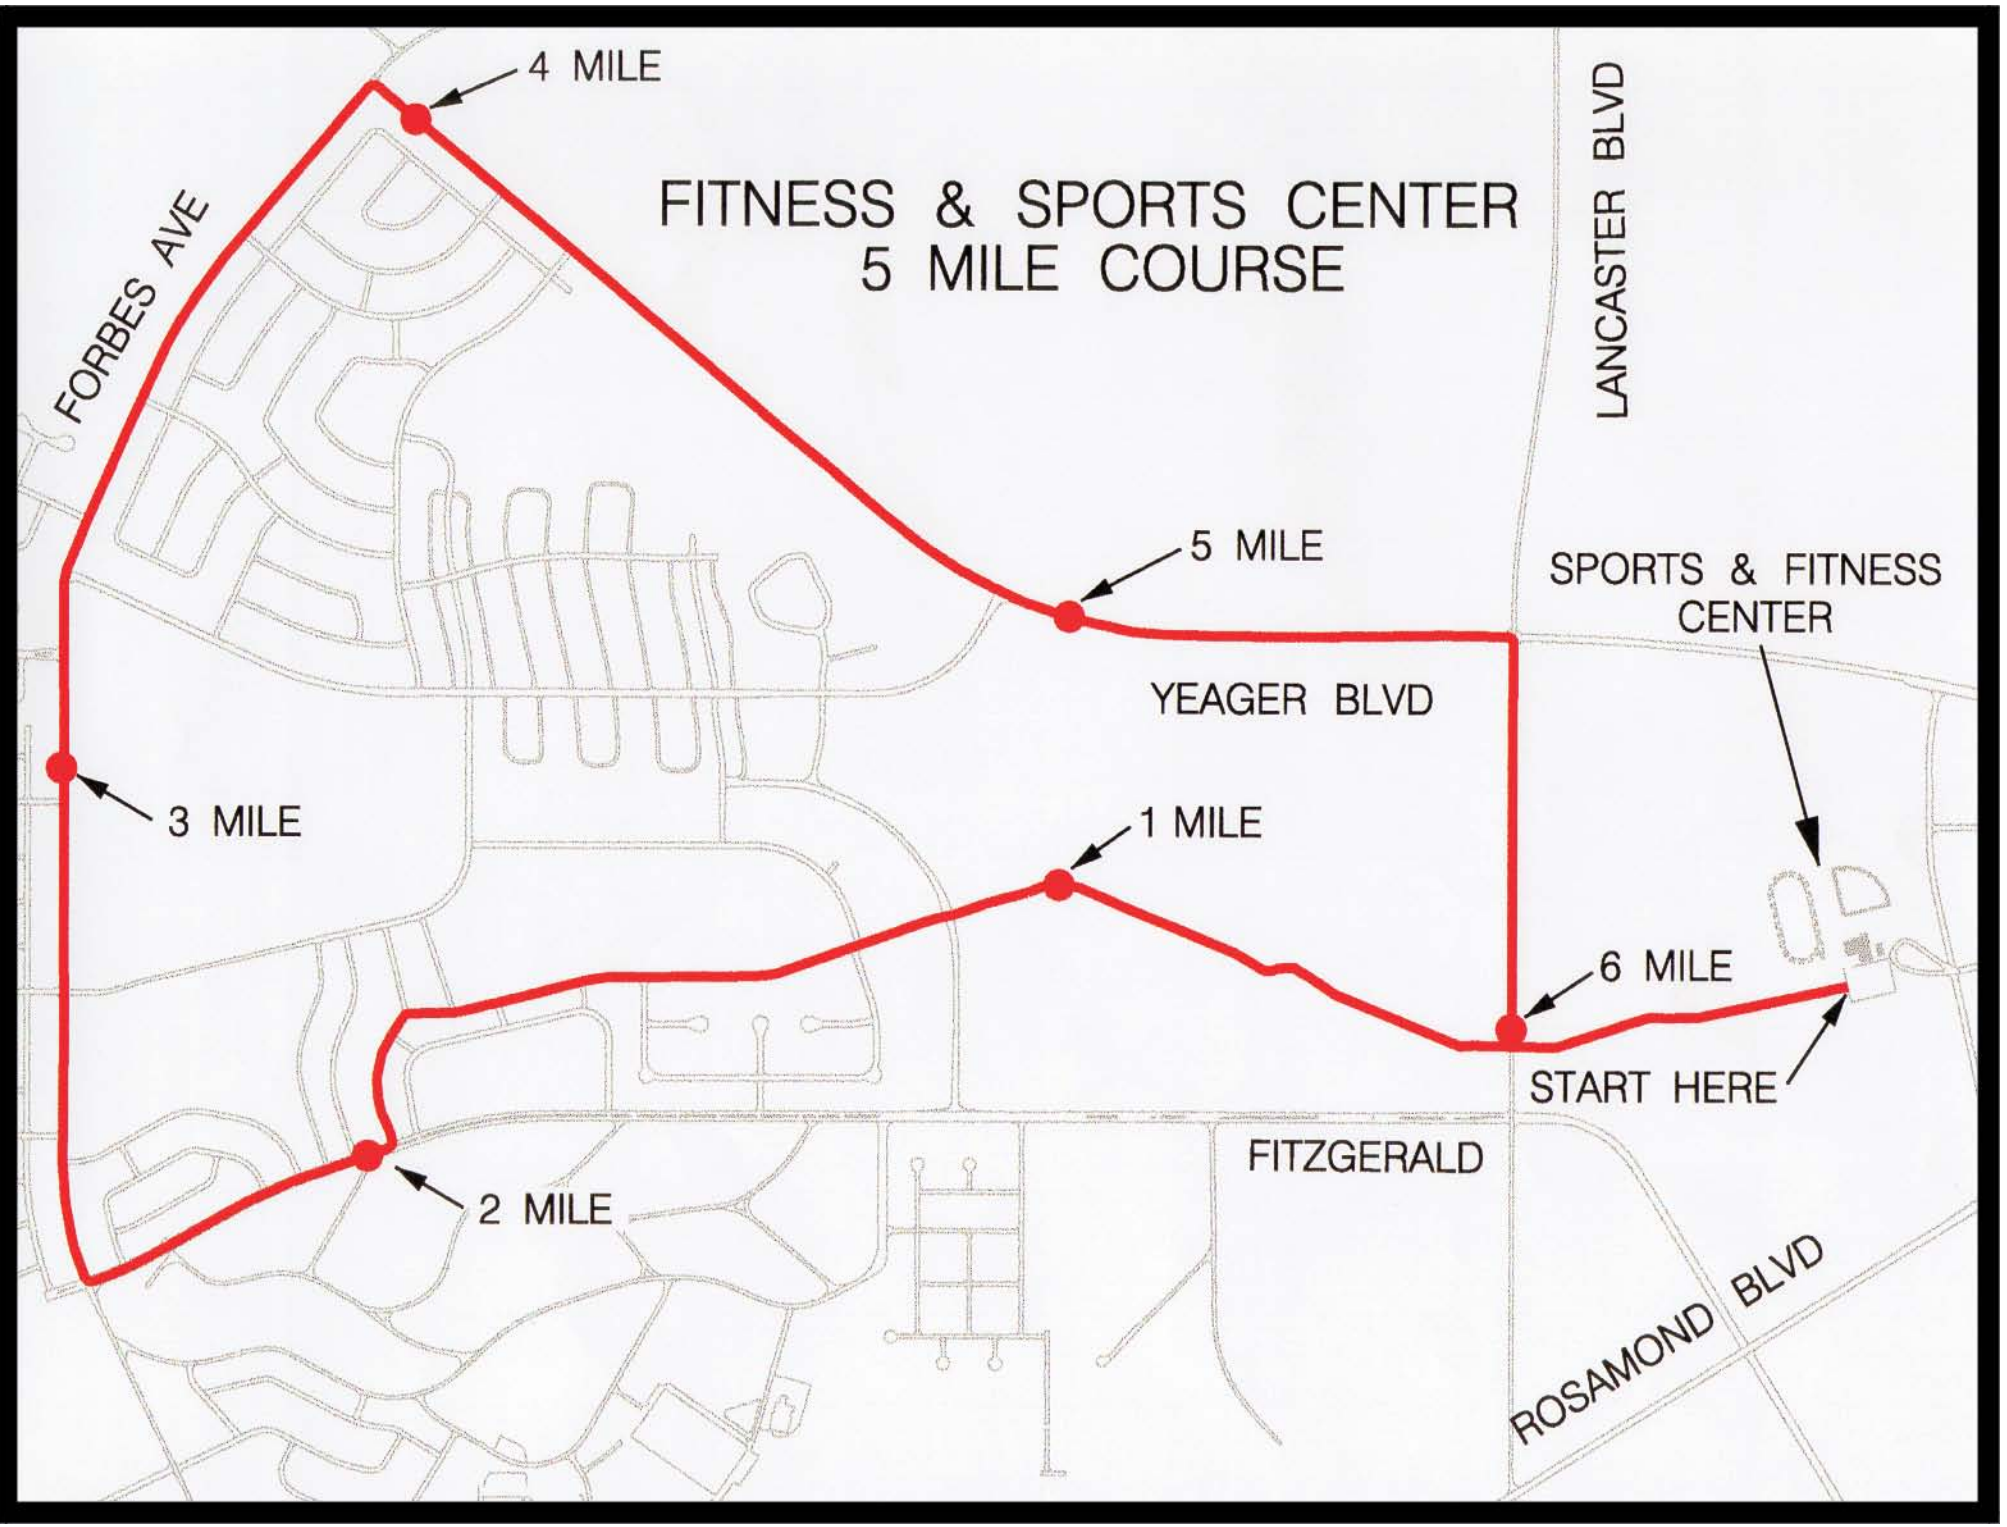 4 MILE
FITNESS & SPORTS CENTER
5 MILE COURSE
LANCASTER BLVD
FORBES AVE
5 MILE
SPORTS & FITNESS
CENTER
YEAGER BLVD
3 MILE
1 MILE
6 MILE
START HERE
FITZGERALD
2 MILE
ROSAMOND BLVD